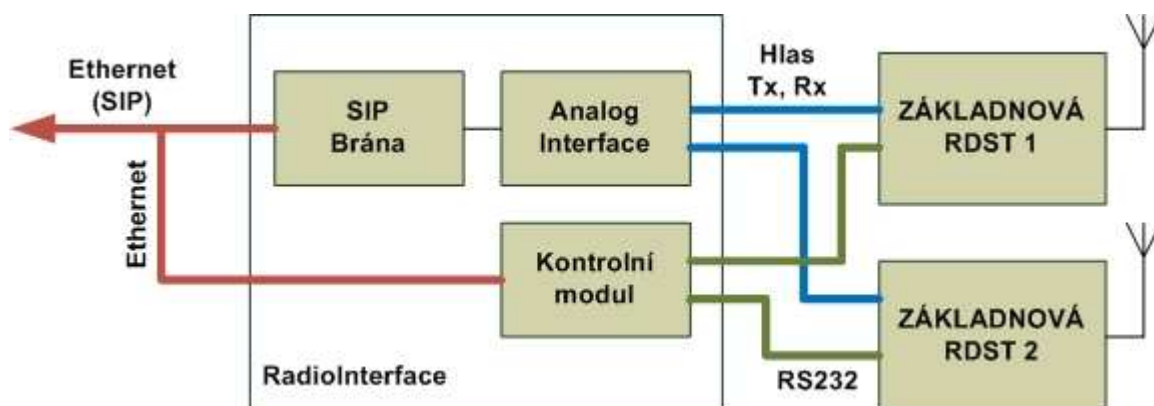 Ethernet
(SIP)
SIP
Brána
Analog
Interface
Hlas
Tx, Rx
ZÁKLADNOVÁ
RDST 1
Ethernet
Kontrolní
modul
ZÁKLADNOVÁ
RDST 2
RS232
RadioInterface